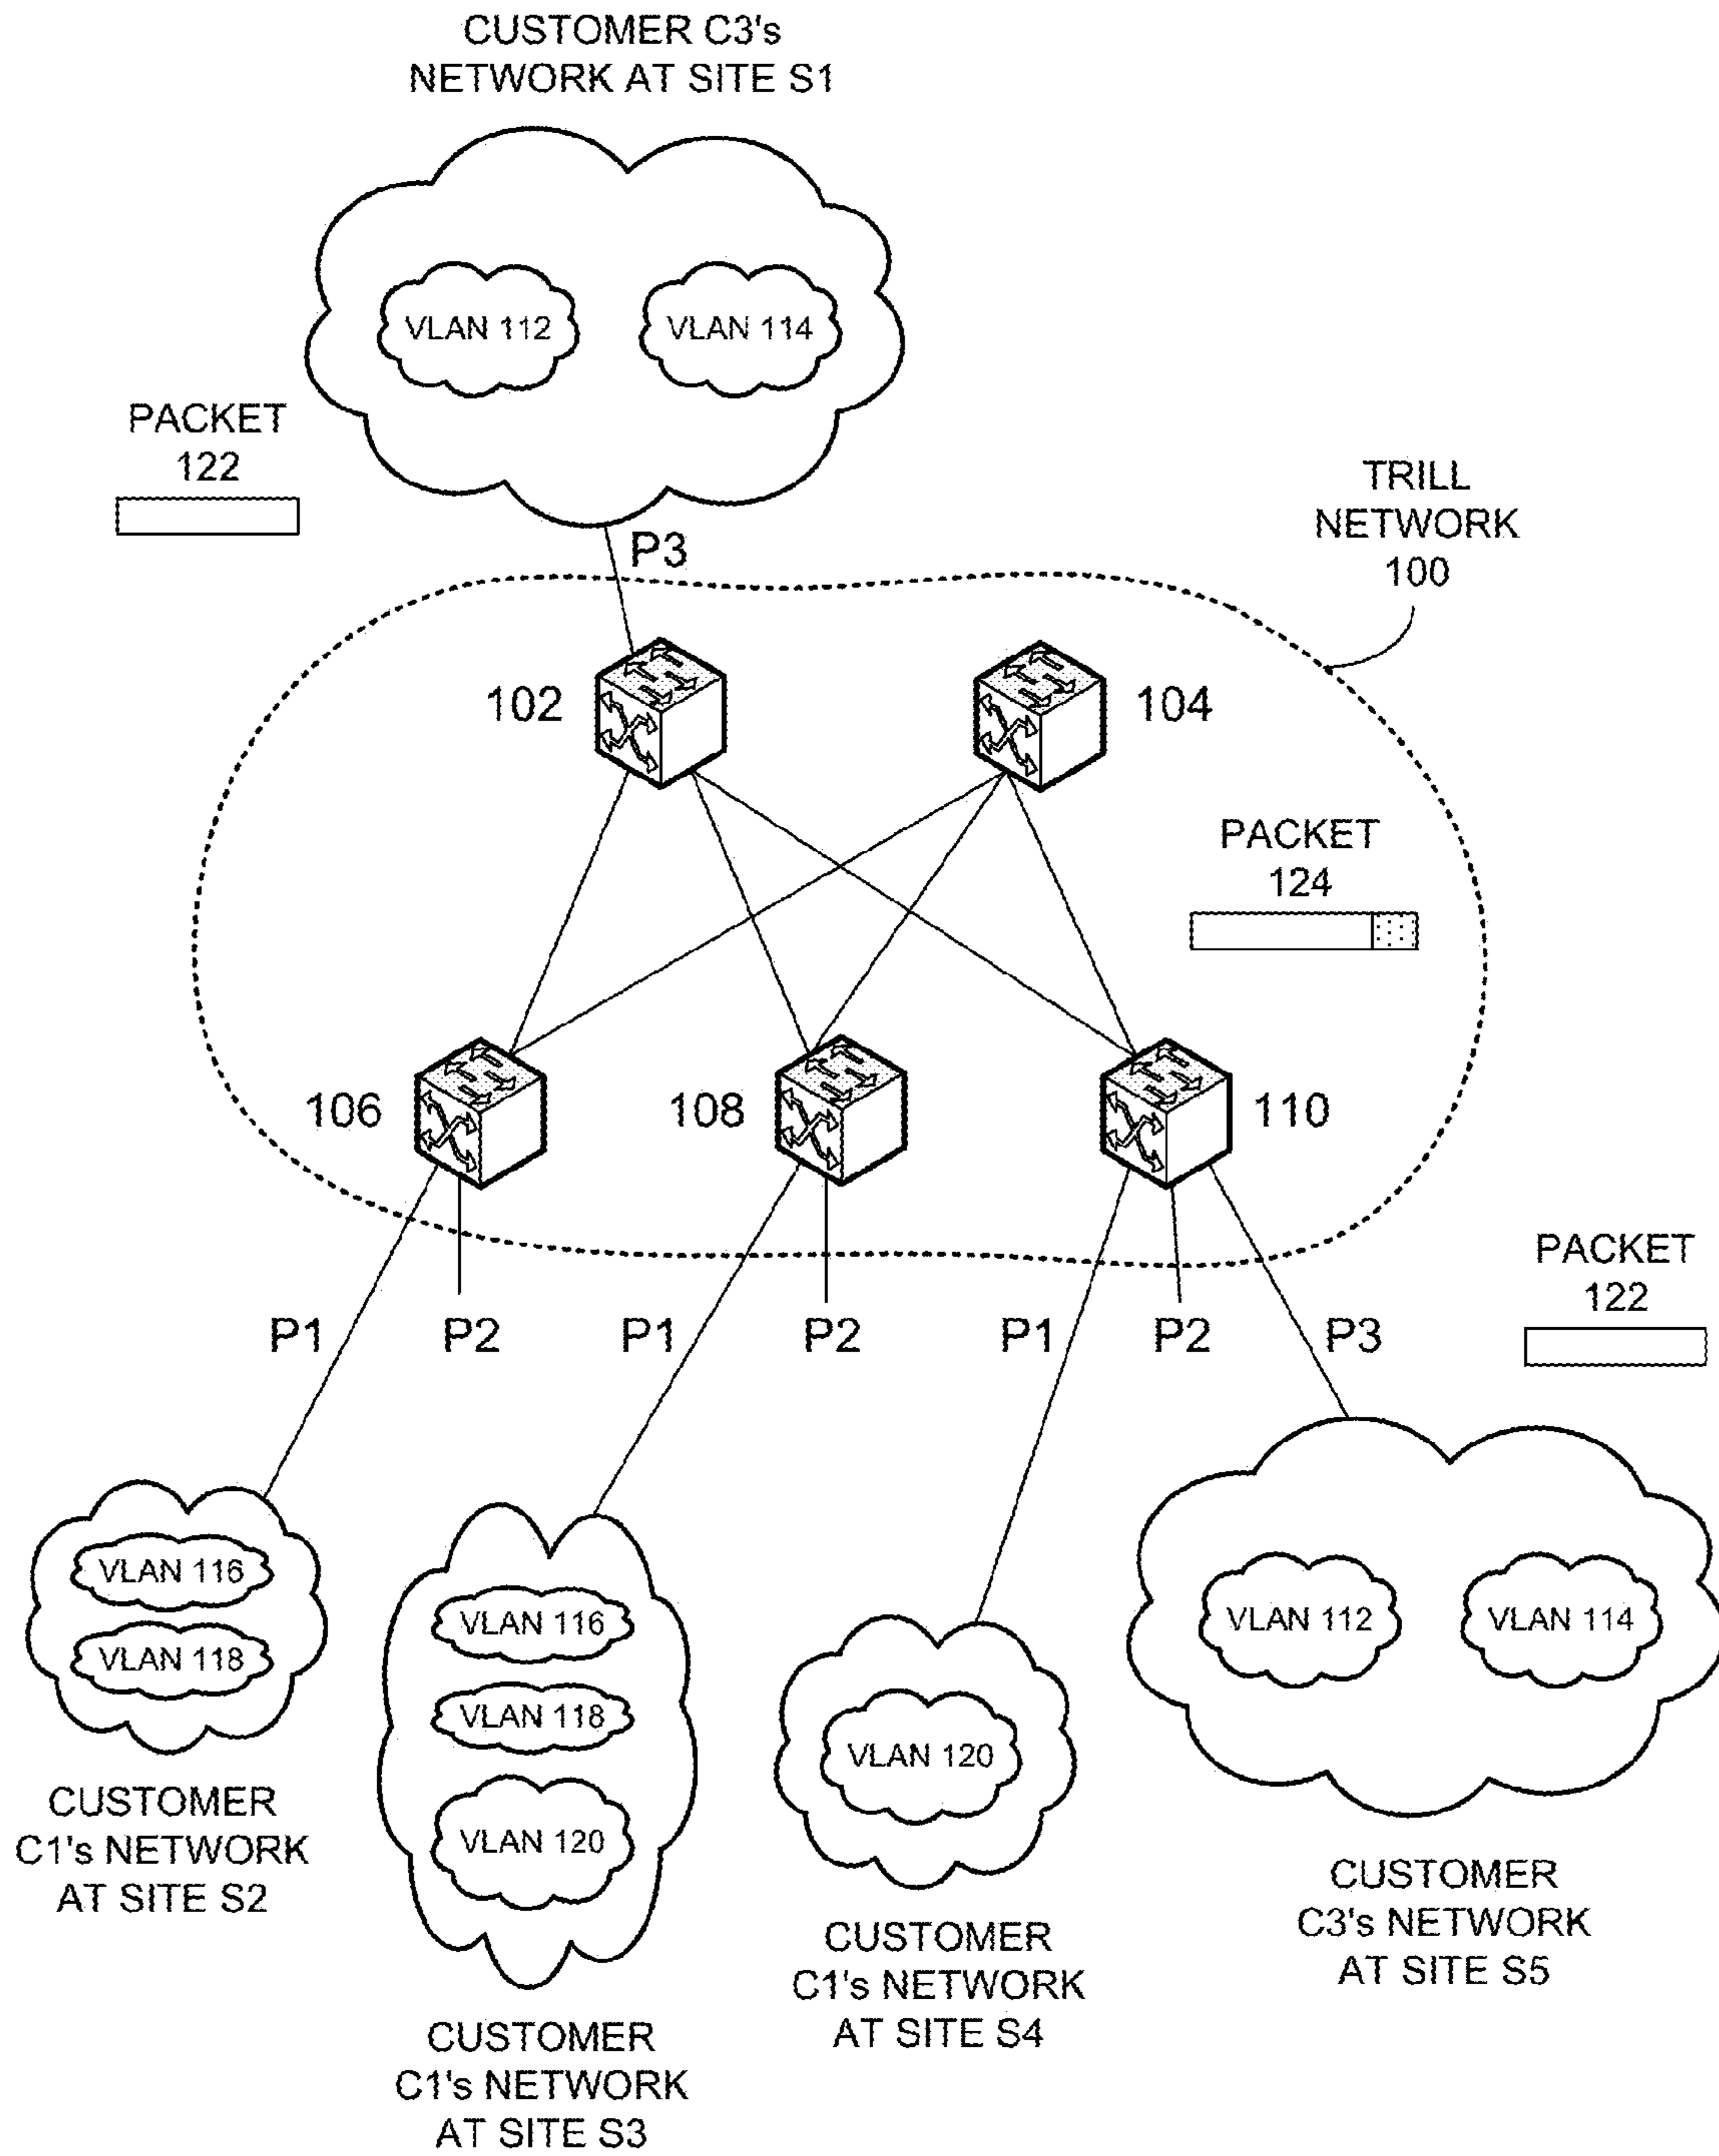 CUSTOMER C3's
NETWORK AT SITE S1
VLAN 112
VLAN 114
PACKET
122
TRILL
NETWORK
100
P3
102
104
PACKET
124
106
108
110
PACKET
122
P1
P2
P1
P2
P1
P2
P3
VLAN 116
VLAN 118
VLAN 116
VLAN 118
VLAN 120
VLAN 120
VLAN 112
VLAN 114
CUSTOMER
C1's NETWORK
AT SITE S2
CUSTOMER
C1's NETWORK
AT SITE S3
CUSTOMER
C1's NETWORK
AT SITE S4
CUSTOMER
C3's NETWORK
AT SITE S5